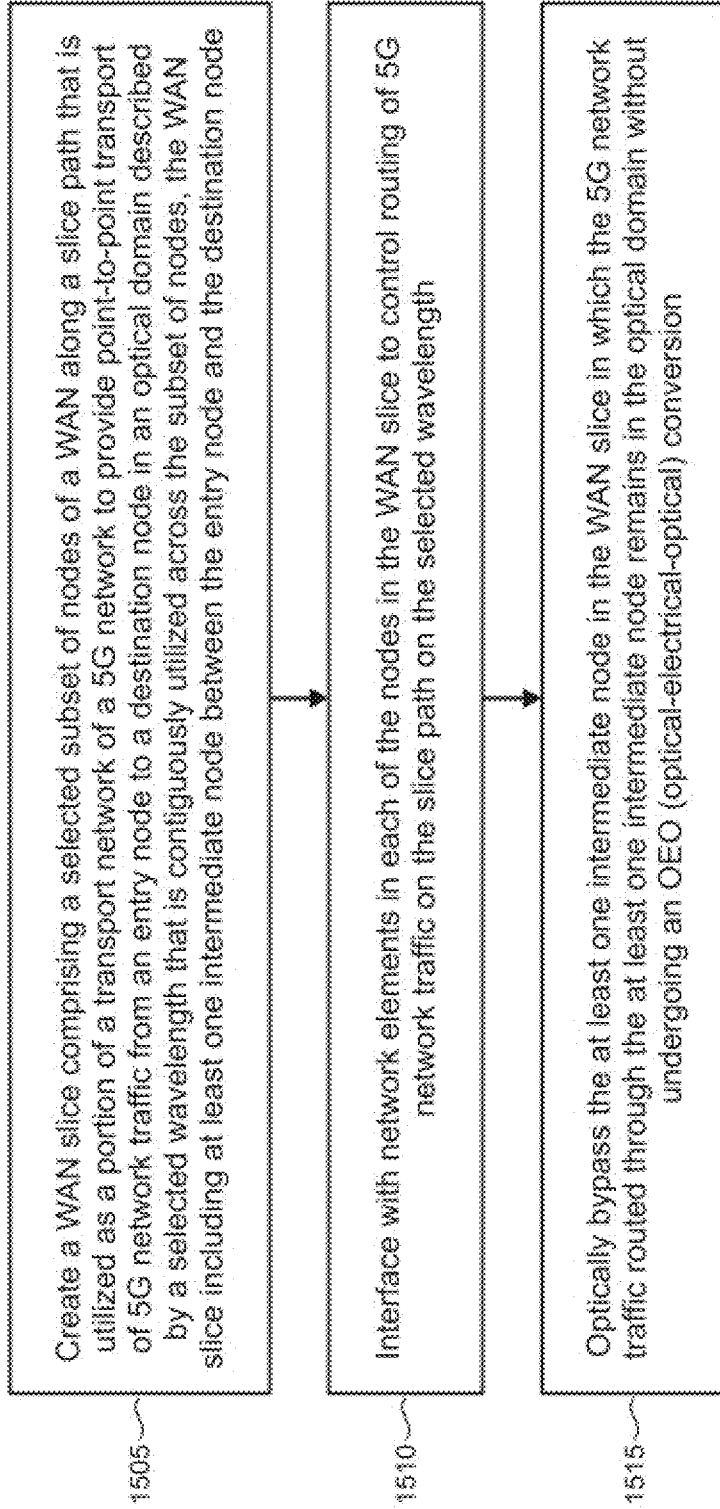 1505
Create a WAN slice comprising a selected subset of nodes of a WAN along a slice path that is
utilized as a portion of a transport network of a 5G network to provide point-to-point transport
of 5G network traffic from an entry node to a destination node in an optical domain described
by a selected wavelength that is contiguously utilized across the subset of nodes, the WAN
slice including at least one intermediate node between the entry node and the destination node
1510
Interface with network elements in each of the nodes in the WAN slice to control routing of 5G
network traffic on the slice path on the selected wavelength
1515
Optically bypass the at least one intermediate node in the WAN slice in which the 5G network
traffic routed through the at least one intermediate node remains in the optical domain without
undergoing an OEO (optical-electrical-optical) conversion